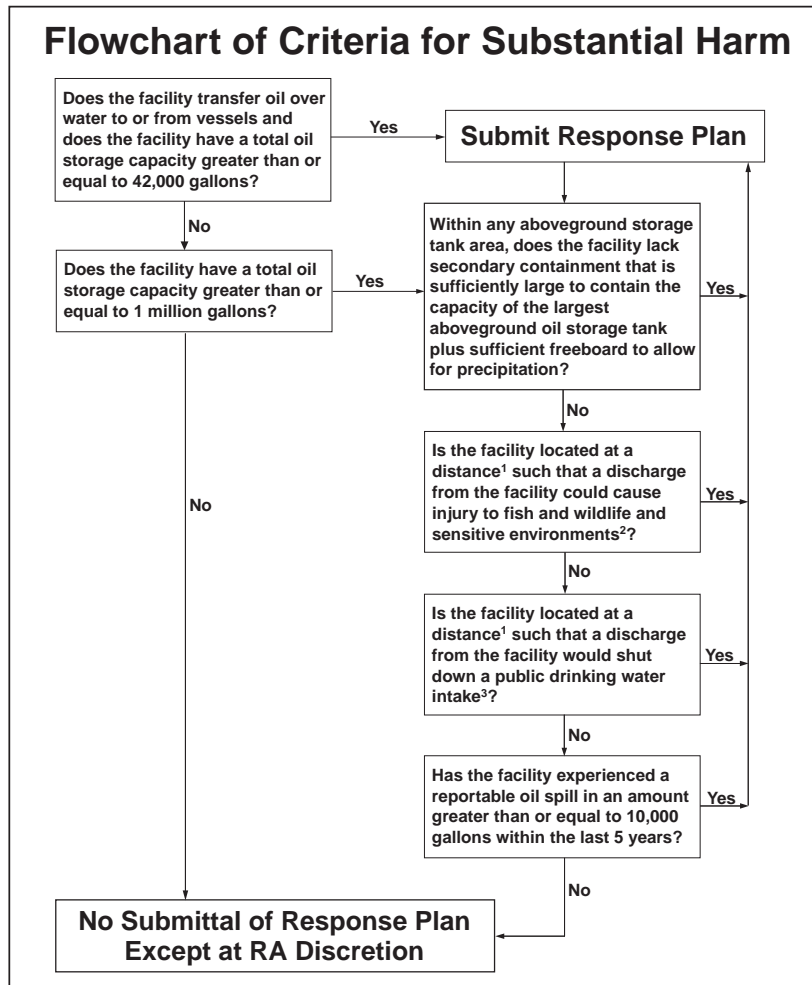 Flowchart of Criteria for Substantial Harm
Does the facility transfer oil over
water to or from vessels and
does the facility have a total oil
storage capacity greater than or
equal to 42,000 gallons?
Yes
Submit Response Plan
No
Does the facility have a total oil
storage capacity greater than or
equal to 1 million gallons?
Yes
Within any aboveground storage
tank area, does the facility lack
secondary containment that is
sufficiently large to contain the
capacity of the largest
aboveground oil storage tank
plus sufficient freeboard to allow
for precipitation?
Yes
No
Is the facility located at a
distance¹ such that a discharge
from the facility could cause
injury to fish and wildlife and
sensitive environments²?
Yes
No
No
Is the facility located at a
distance¹ such that a discharge
from the facility would shut
down a public drinking water
intake³?
Yes
No
Has the facility experienced a
reportable oil spill in an amount
greater than or equal to 10,000
gallons within the last 5 years?
Yes
No
No Submittal of Response Plan
Except at RA Discretion